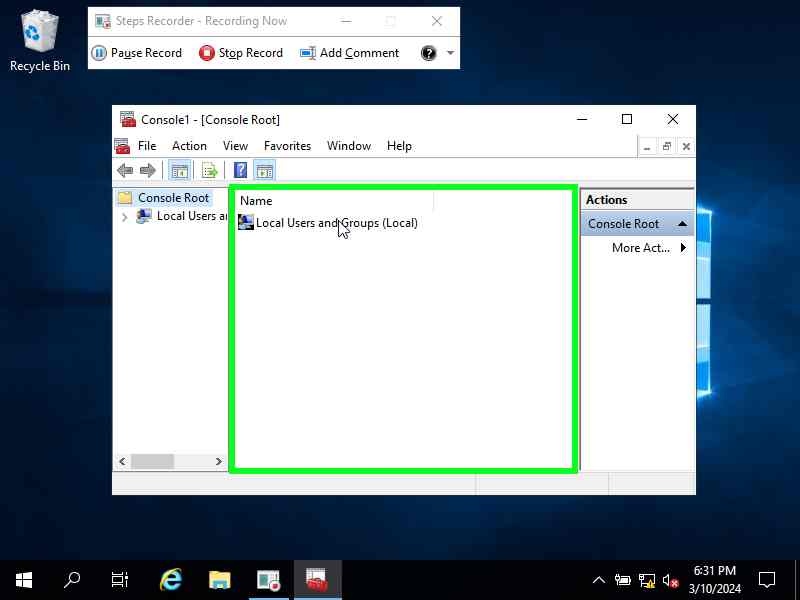 Steps Recorder - Recording Now
Pause Record
Stop Record
Add Comment
?
Recycle Bin
Console1 - [Console Root]
File Action View Favorites Window Help
Console Root
Local Users a
Name
Local Users and Groups (Local)
Actions
Console Root
More Act...
6:31 PM
3/10/2024